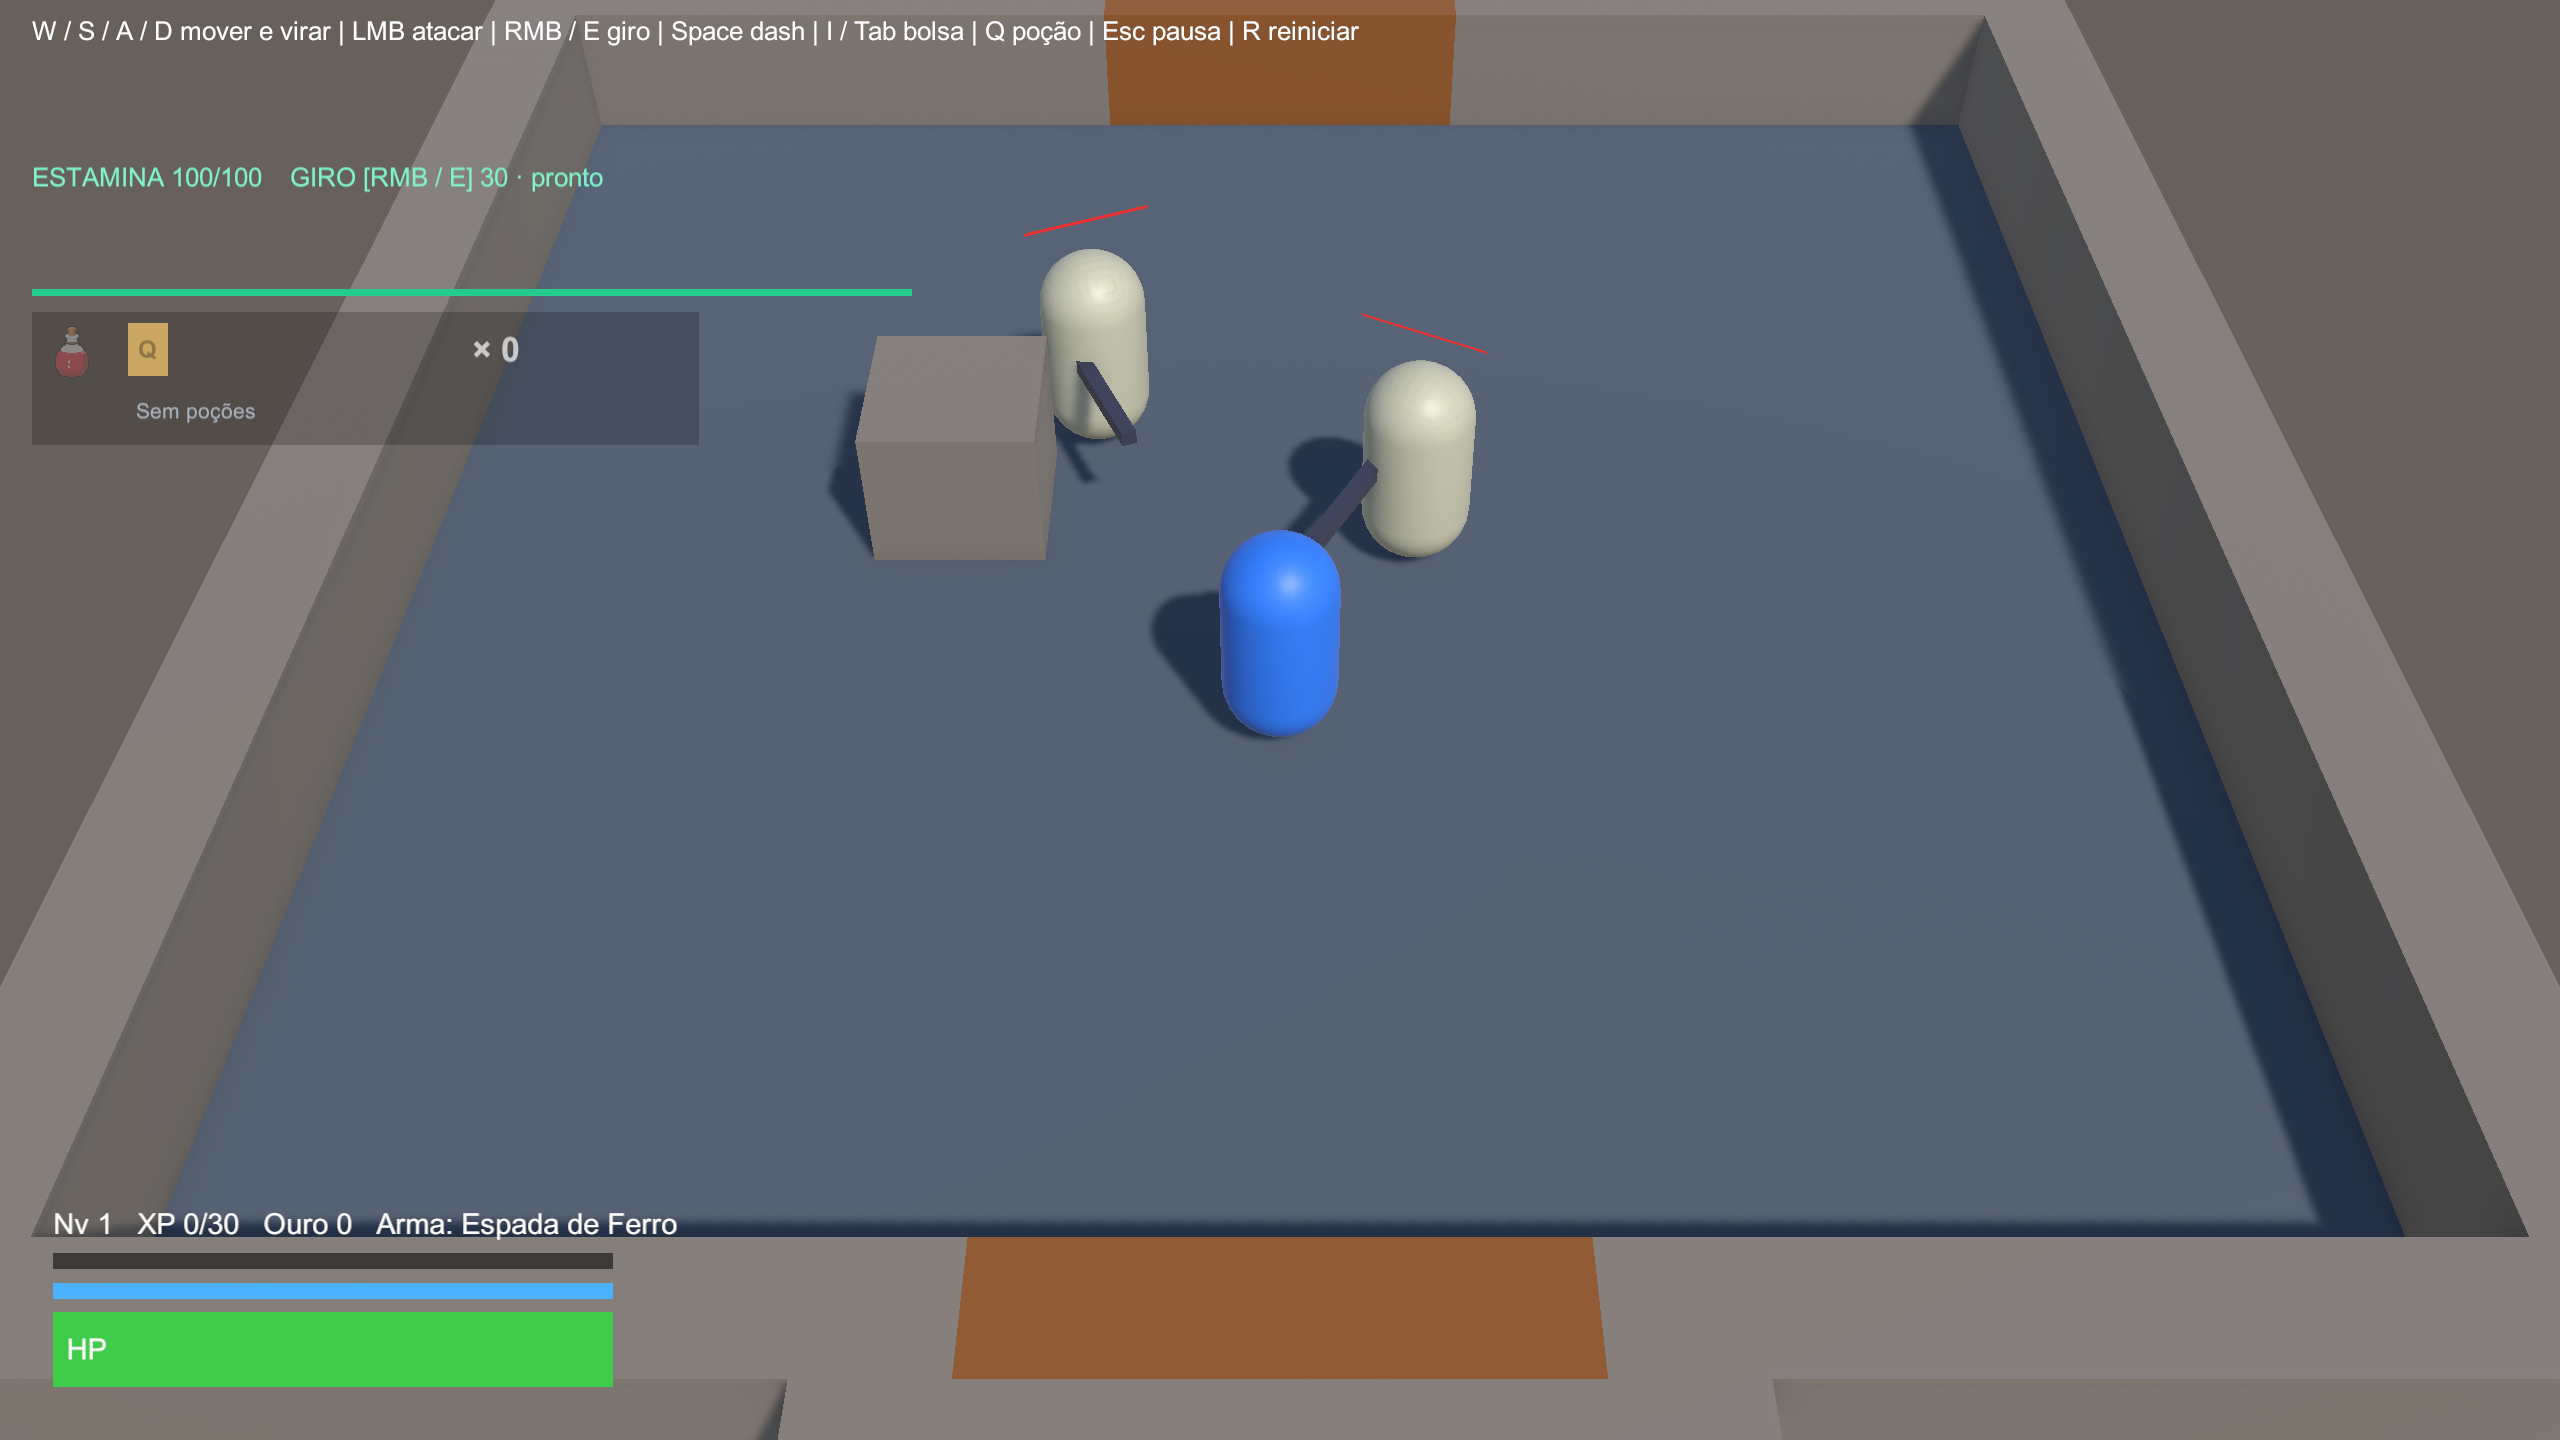 W / S / A / D mover e virar | LMB atacar | RMB / E giro | Space dash | I / Tab bolsa | Q poção | Esc pausa | R reiniciar
ESTAMINA 100/100 GIRO [RMB / E] 30 · pronto
Q × 0
Sem poções
Nv 1 XP 0/30 Ouro 0 Arma: Espada de Ferro
HP